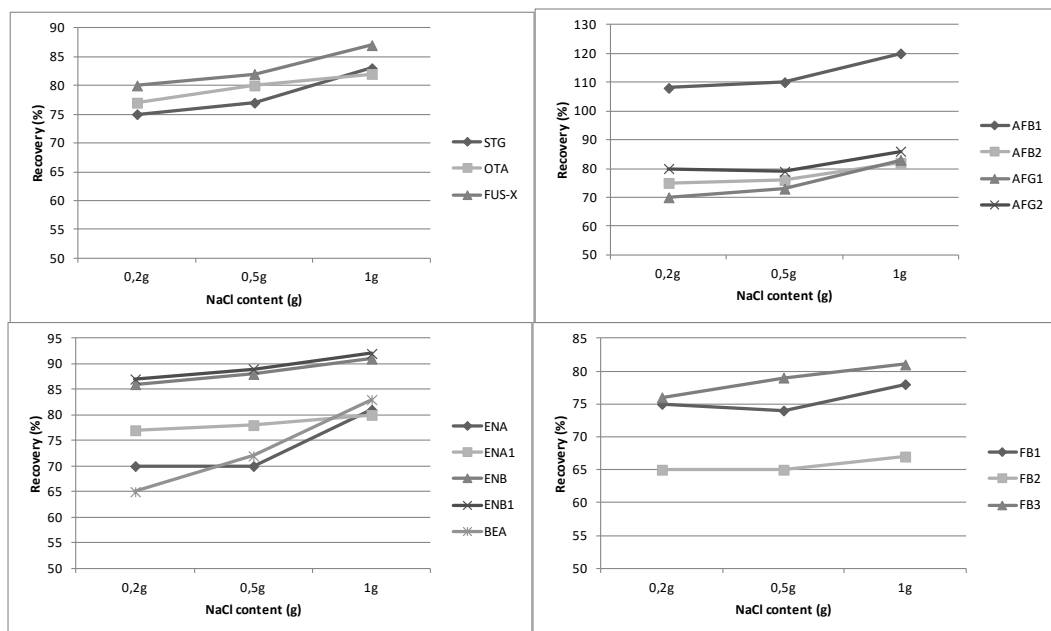 90
85
80
75
70
65
60
55
50
Recovery (%)
0,2g 0,5g 1g
NaCl content (g)
STG
OTA
FUS-X
130
120
110
100
90
80
70
60
50
Recovery (%)
0,2g 0,5g 1g
NaCl content (g)
AFB1
AFB2
AFG1
AFG2
95
90
85
80
75
70
65
60
55
50
Recovery (%)
0,2g 0,5g 1g
NaCl content (g)
ENA
ENA1
ENB
ENB1
BEA
85
80
75
70
65
60
55
50
Recovery (%)
0,2g 0,5g 1g
NaCl content (g)
FB1
FB2
FB3